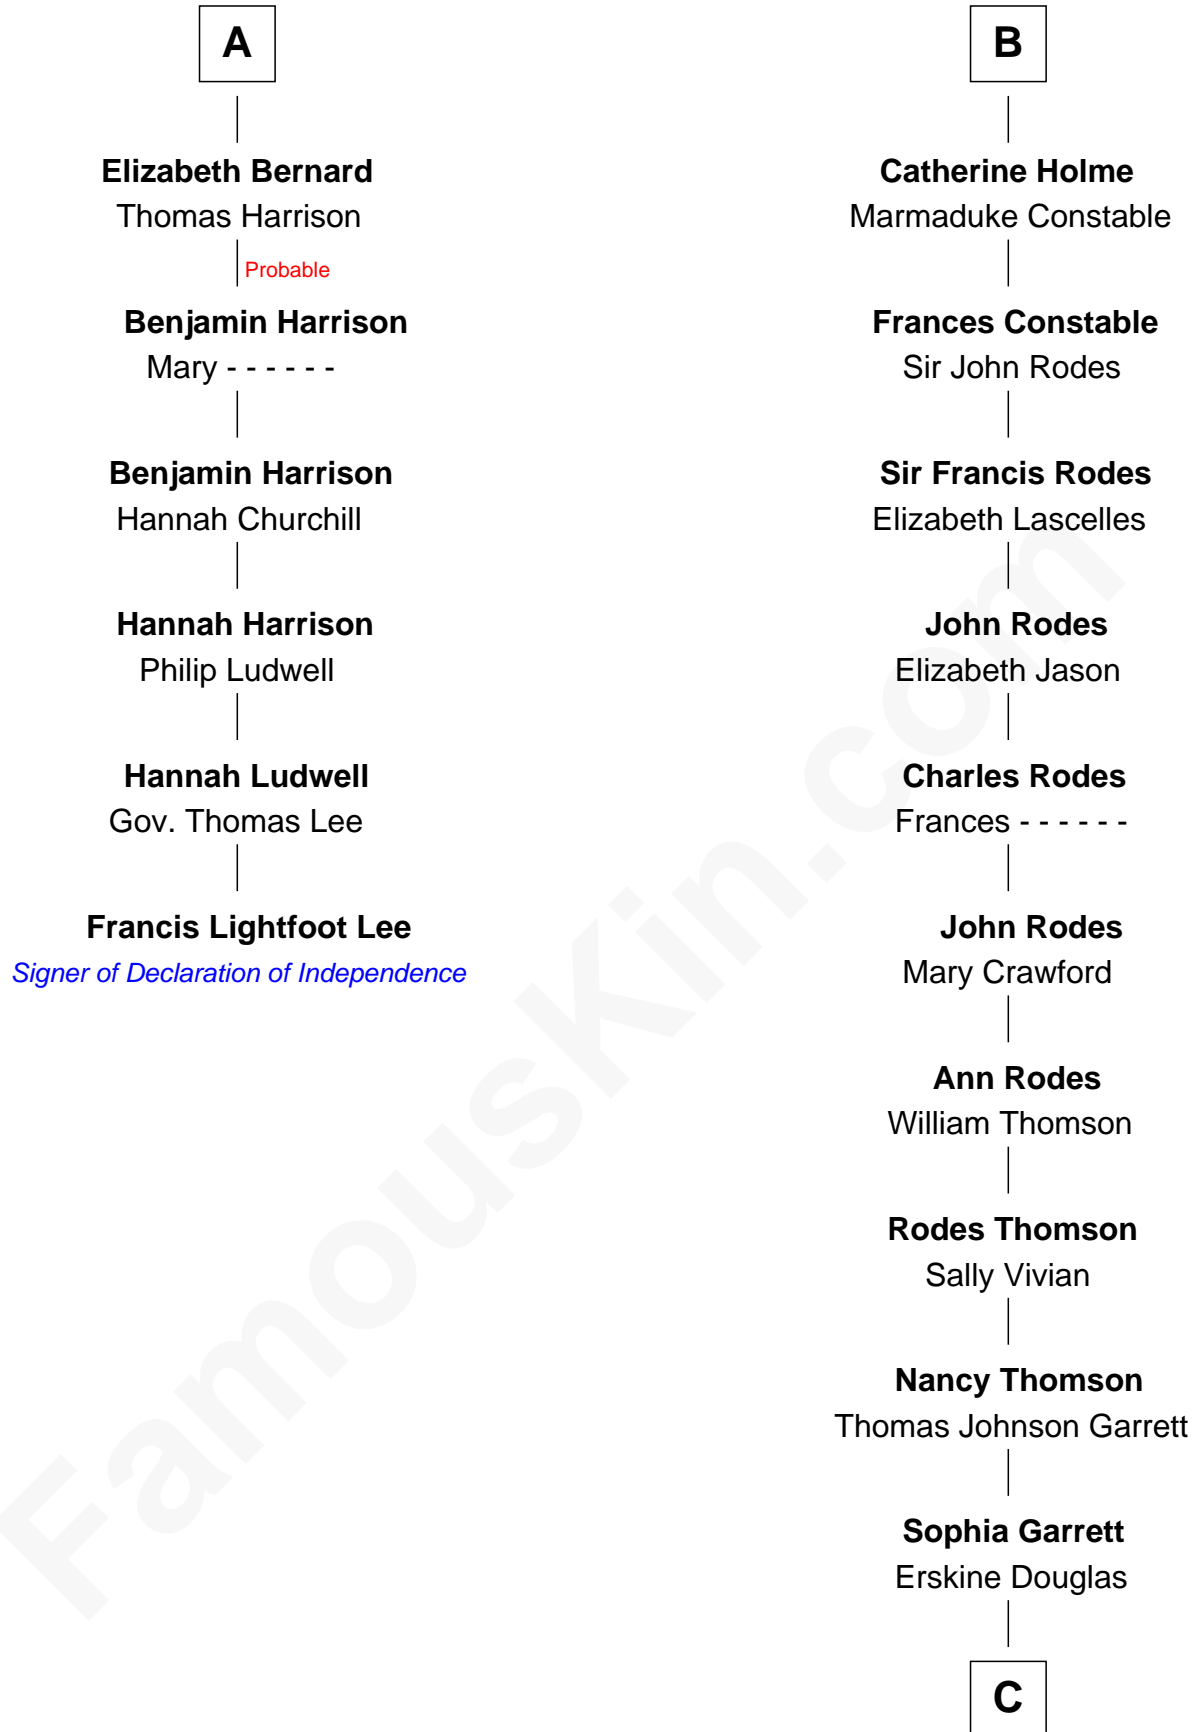 A
Elizabeth Bernard
Thomas Harrison
Probable
Benjamin Harrison
Mary - - - - - -
Benjamin Harrison
Hannah Churchill
Hannah Harrison
Philip Ludwell
Hannah Ludwell
Gov. Thomas Lee
Francis Lightfoot Lee
Signer of Declaration of Independence
B
Catherine Holme
Marmaduke Constable
Frances Constable
Sir John Rodes
Sir Francis Rodes
Elizabeth Lascelles
John Rodes
Elizabeth Jason
Charles Rodes
Frances - - - - - -
John Rodes
Mary Crawford
Ann Rodes
William Thomson
Rodes Thomson
Sally Vivian
Nancy Thomson
Thomas Johnson Garrett
Sophia Garrett
Erskine Douglas
C
FamousKin.com